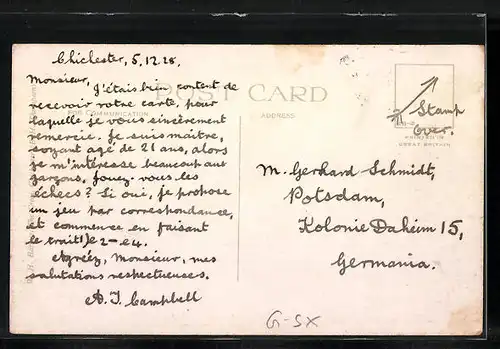 Chichester, 5.12.28.
Monsieur,
J'étais bien content de
recevoir votre carte, pour
laquelle je vous sincèrement
remercie. Je suis maître,
soyant agé de 21 ans, alors
je m'intéresse beaucoup aux
garçons. Jouez-vous les
échecs? Si oui, je propose
un jeu par correspondance,
et commence en faisant
le trait 1) e2-e4.
Agréez, Monsieur, mes
salutations respectueuses.
A. J. Campbell
POST CARD
FOR COMMUNICATION
ADDRESS
Stamp
Over.
PRINTED IN
GREAT BRITAIN
M. Gerhard Schmidt,
Potsdam,
Kolonie Daheim 15,
Germania.
G-SX